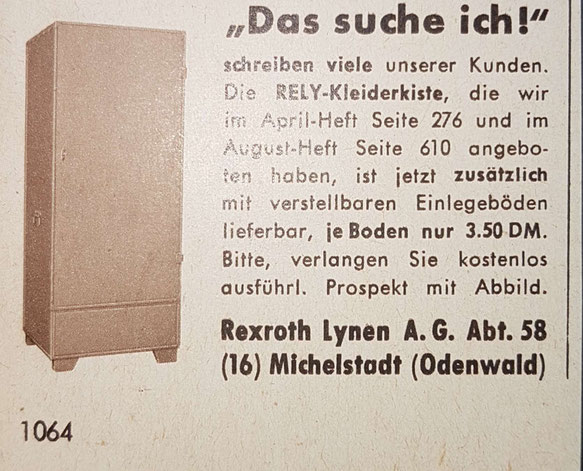 „Das suche ich!“
schreiben viele unserer Kunden.
Die RELY-Kleiderkiste, die wir
im April-Heft Seite 276 und im
August-Heft Seite 610 angebo-
ten haben, ist jetzt zusätzlich
mit verstellbaren Einlegeböden
lieferbar, je Boden nur 3.50 DM.
Bitte, verlangen Sie kostenlos
ausführl. Prospekt mit Abbild.
Rexroth Lynen A.G. Abt. 58
(16) Michelstadt (Odenwald)
1064